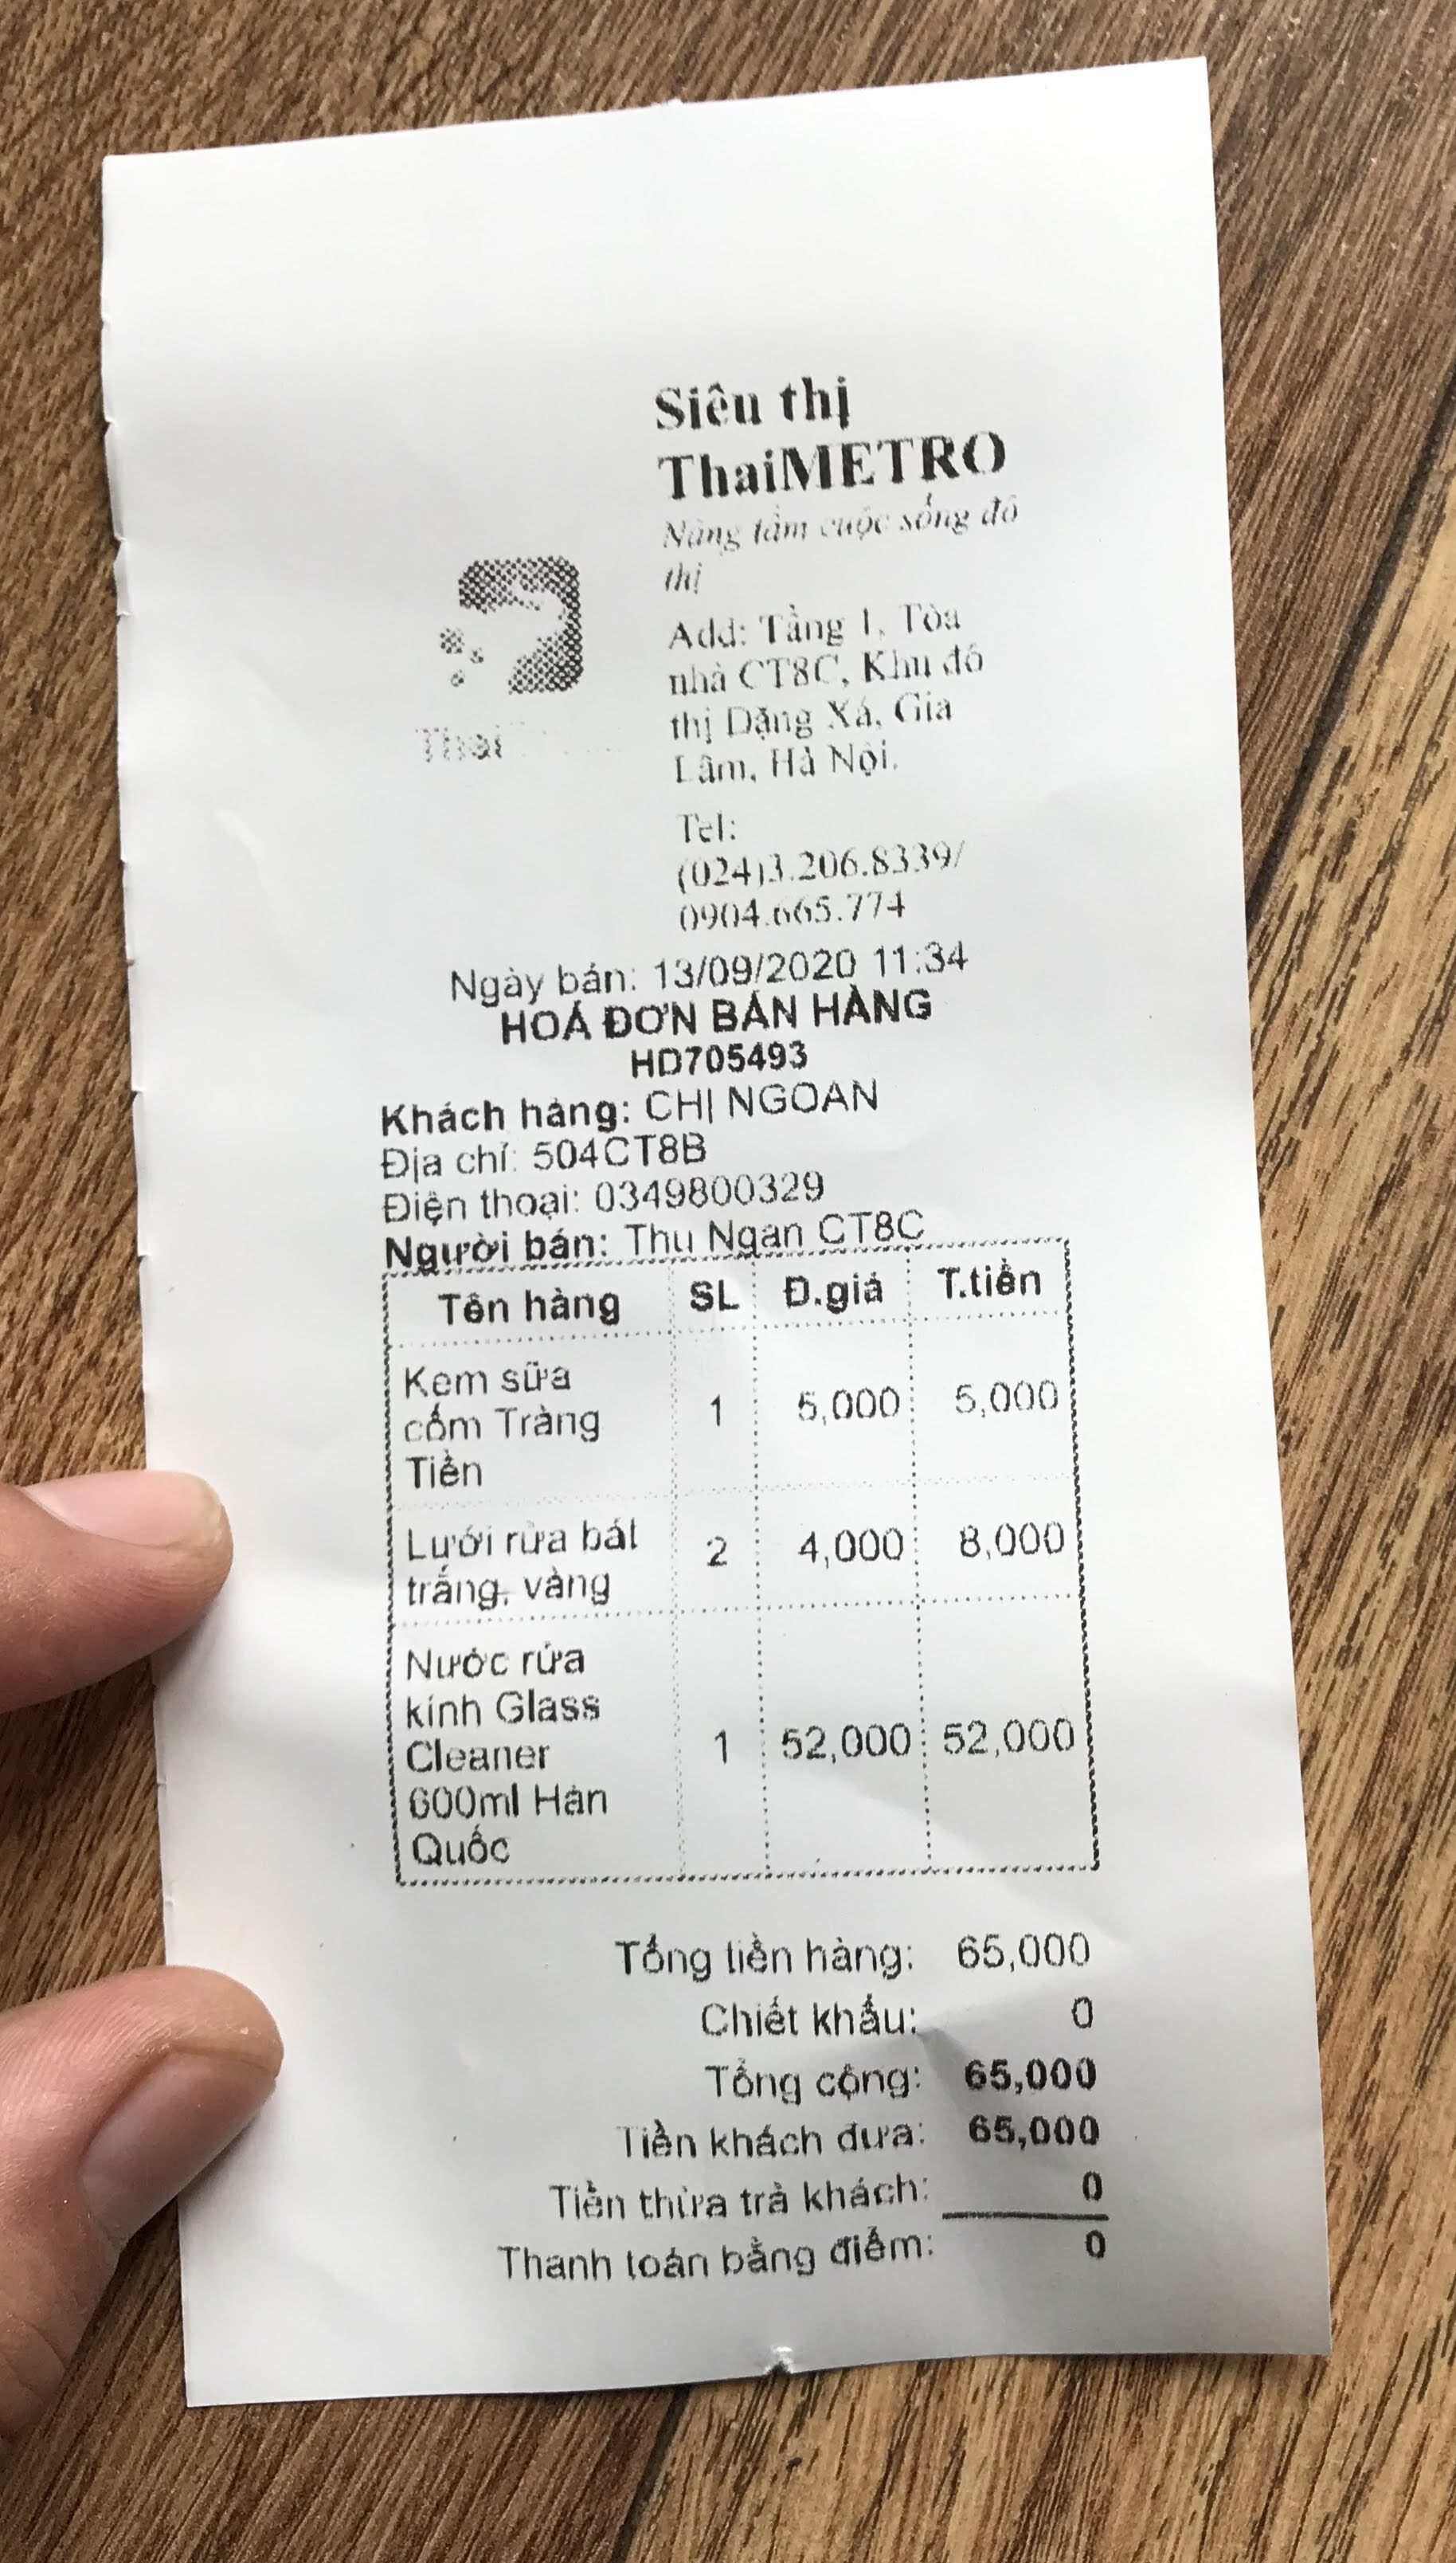 Siêu thị
ThaiMETRO
Nâng tầm cuộc sống đô
thị
Add: Tầng 1, Tòa
nhà CT8C, Khu đô
thị Đặng Xá, Gia
Lâm, Hà Nội.
Thai
Tel:
(024)3.206.8339/
0904.665.774
Ngày bán: 13/09/2020 11:34
HOÁ ĐƠN BÁN HÀNG
HD705493
Khách hàng: CHỊ NGOAN
Địa chỉ: 504CT8B
Điện thoại: 0349800329
Người bán: Thu Ngan CT8C
Tên hàng SL Đ.giá T.tiền
Kem sữa
cốm Tràng
Tiền
1 5,000 5,000
Lưới rửa bát
trắng, vàng
2 4,000 8,000
Nước rửa
kính Glass
Cleaner
600ml Hàn
Quốc
1 52,000 52,000
Tổng tiền hàng: 65,000
Chiết khấu: 0
Tổng cộng: 65,000
Tiền khách đưa: 65,000
Tiền thừa trả khách: 0
Thanh toán bằng điểm: 0